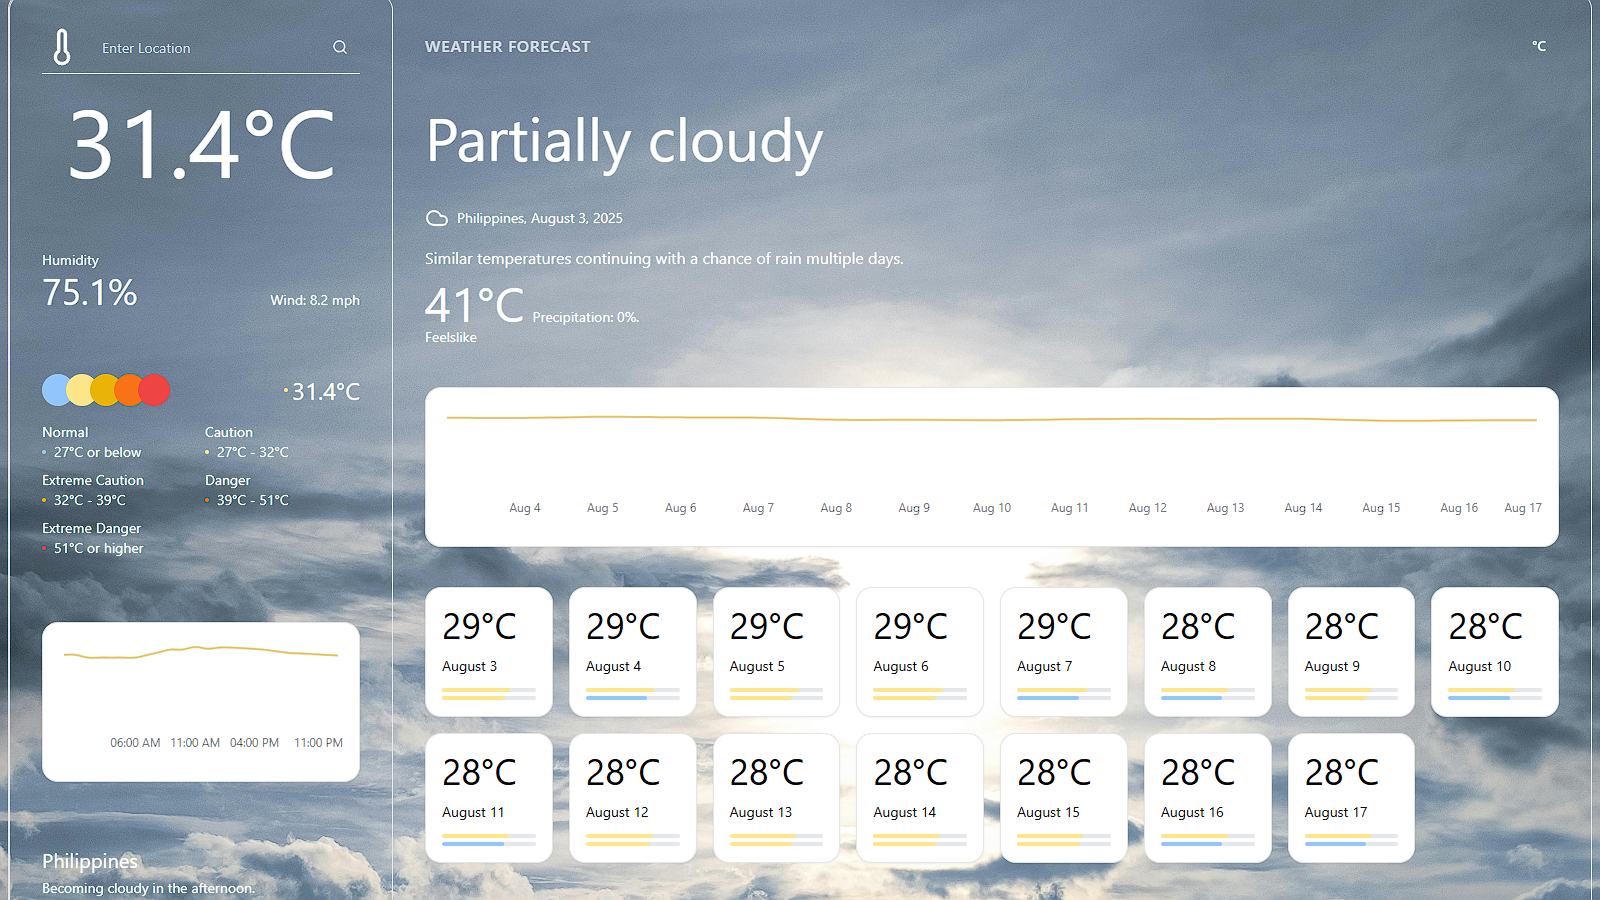 Enter Location
31.4°C
Humidity
75.1%
Wind: 8.2 mph
31.4°C
Normal
27°C or below
Caution
27°C - 32°C
Extreme Caution
32°C - 39°C
Danger
39°C - 51°C
Extreme Danger
51°C or higher
06:00 AM 11:00 AM 04:00 PM 11:00 PM
Philippines
Becoming cloudy in the afternoon.
WEATHER FORECAST
°C
Partially cloudy
Philippines, August 3, 2025
Similar temperatures continuing with a chance of rain multiple days.
41°C Precipitation: 0%.
Feelslike
Aug 4 Aug 5 Aug 6 Aug 7 Aug 8 Aug 9 Aug 10 Aug 11 Aug 12 Aug 13 Aug 14 Aug 15 Aug 16 Aug 17
29°C
August 3
29°C
August 4
29°C
August 5
29°C
August 6
29°C
August 7
28°C
August 8
28°C
August 9
28°C
August 10
28°C
August 11
28°C
August 12
28°C
August 13
28°C
August 14
28°C
August 15
28°C
August 16
28°C
August 17